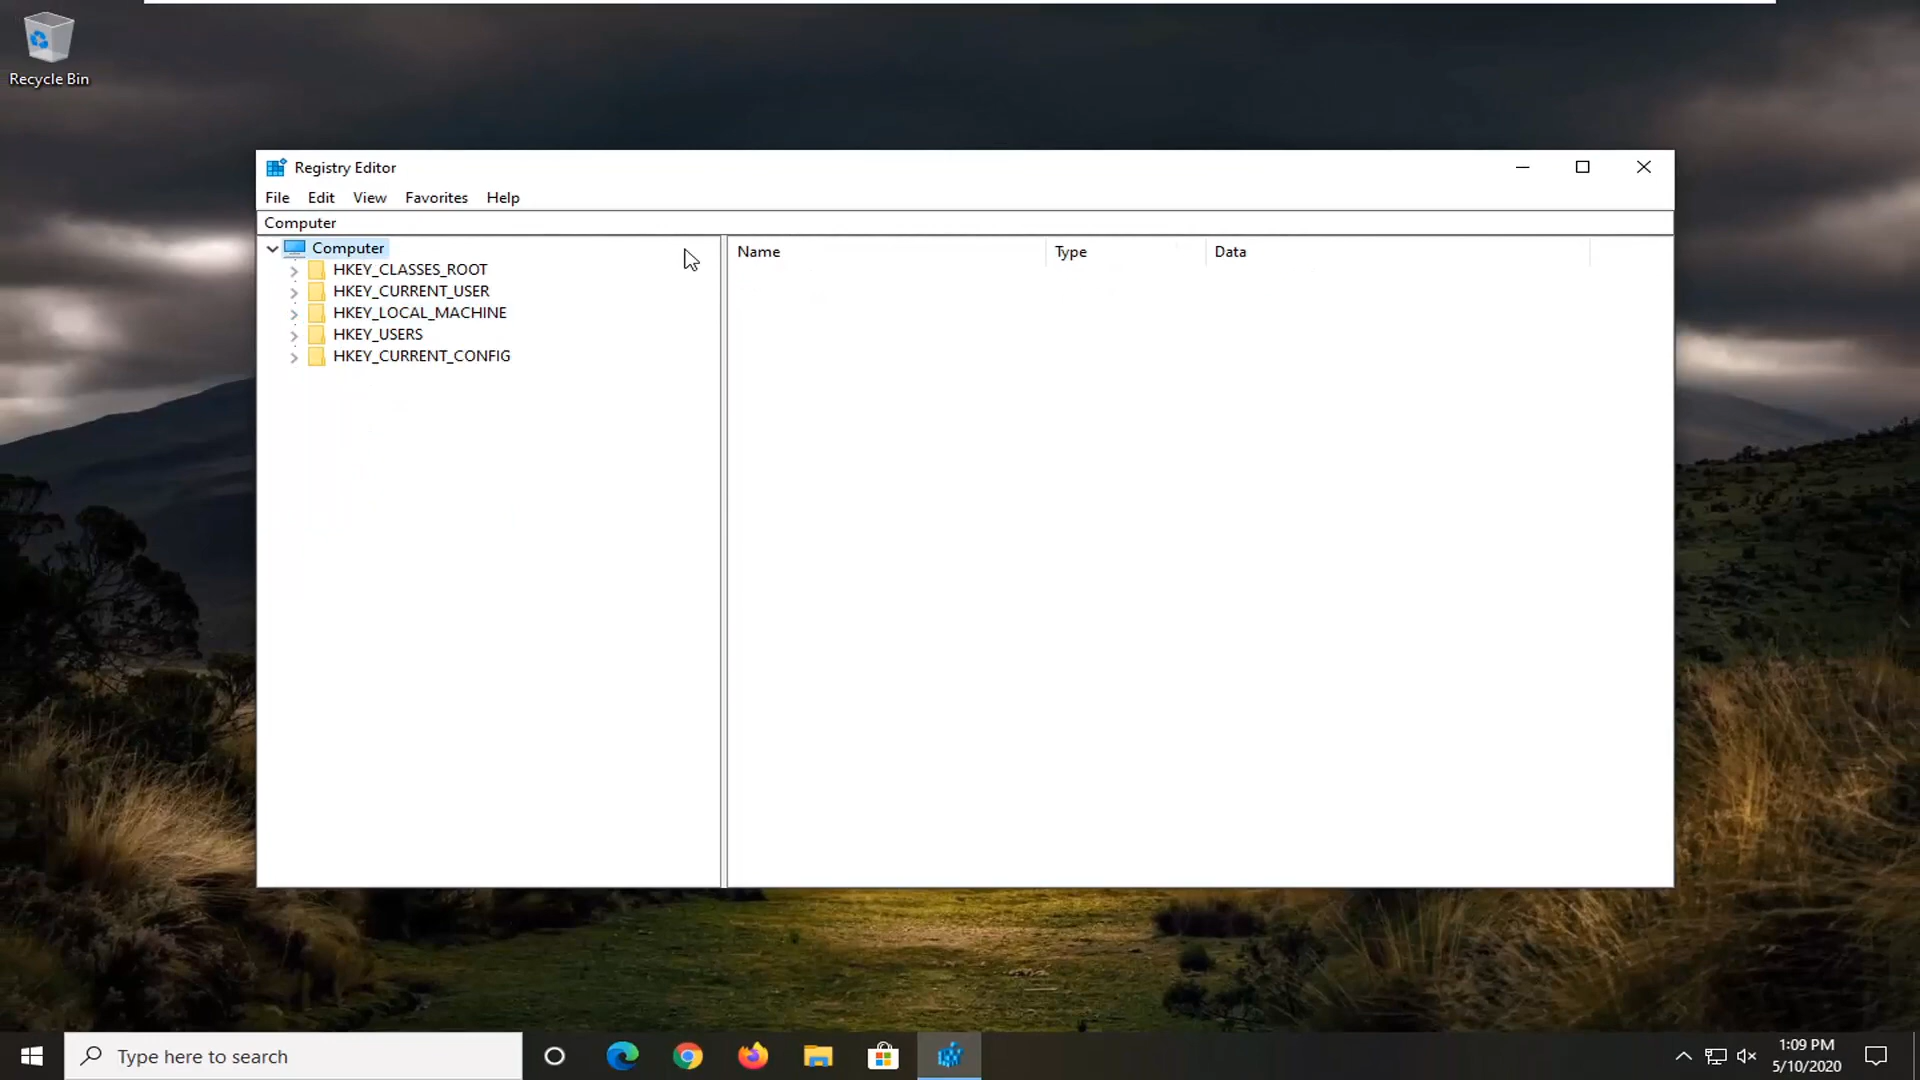 Recycle Bin
Registry Editor
File Edit View Favorites Help
Computer
Computer
HKEY_CLASSES_ROOT
HKEY_CURRENT_USER
HKEY_LOCAL_MACHINE
HKEY_USERS
HKEY_CURRENT_CONFIG
Name Type Data
Type here to search
1:09 PM
5/10/2020